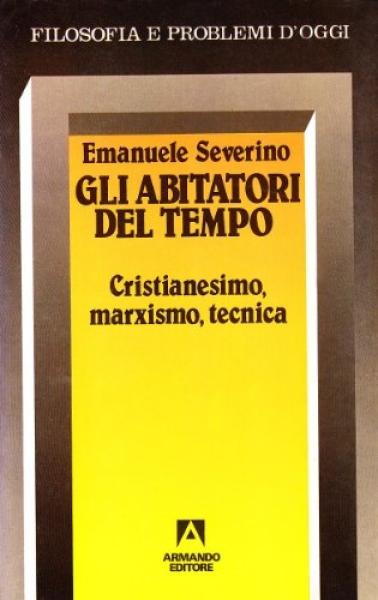 FILOSOFIA E PROBLEMI D'OGGI
Emanuele Severino
GLI ABITATORI
DEL TEMPO
Cristianesimo,
marxismo, tecnica
ARMANDO
EDITORE